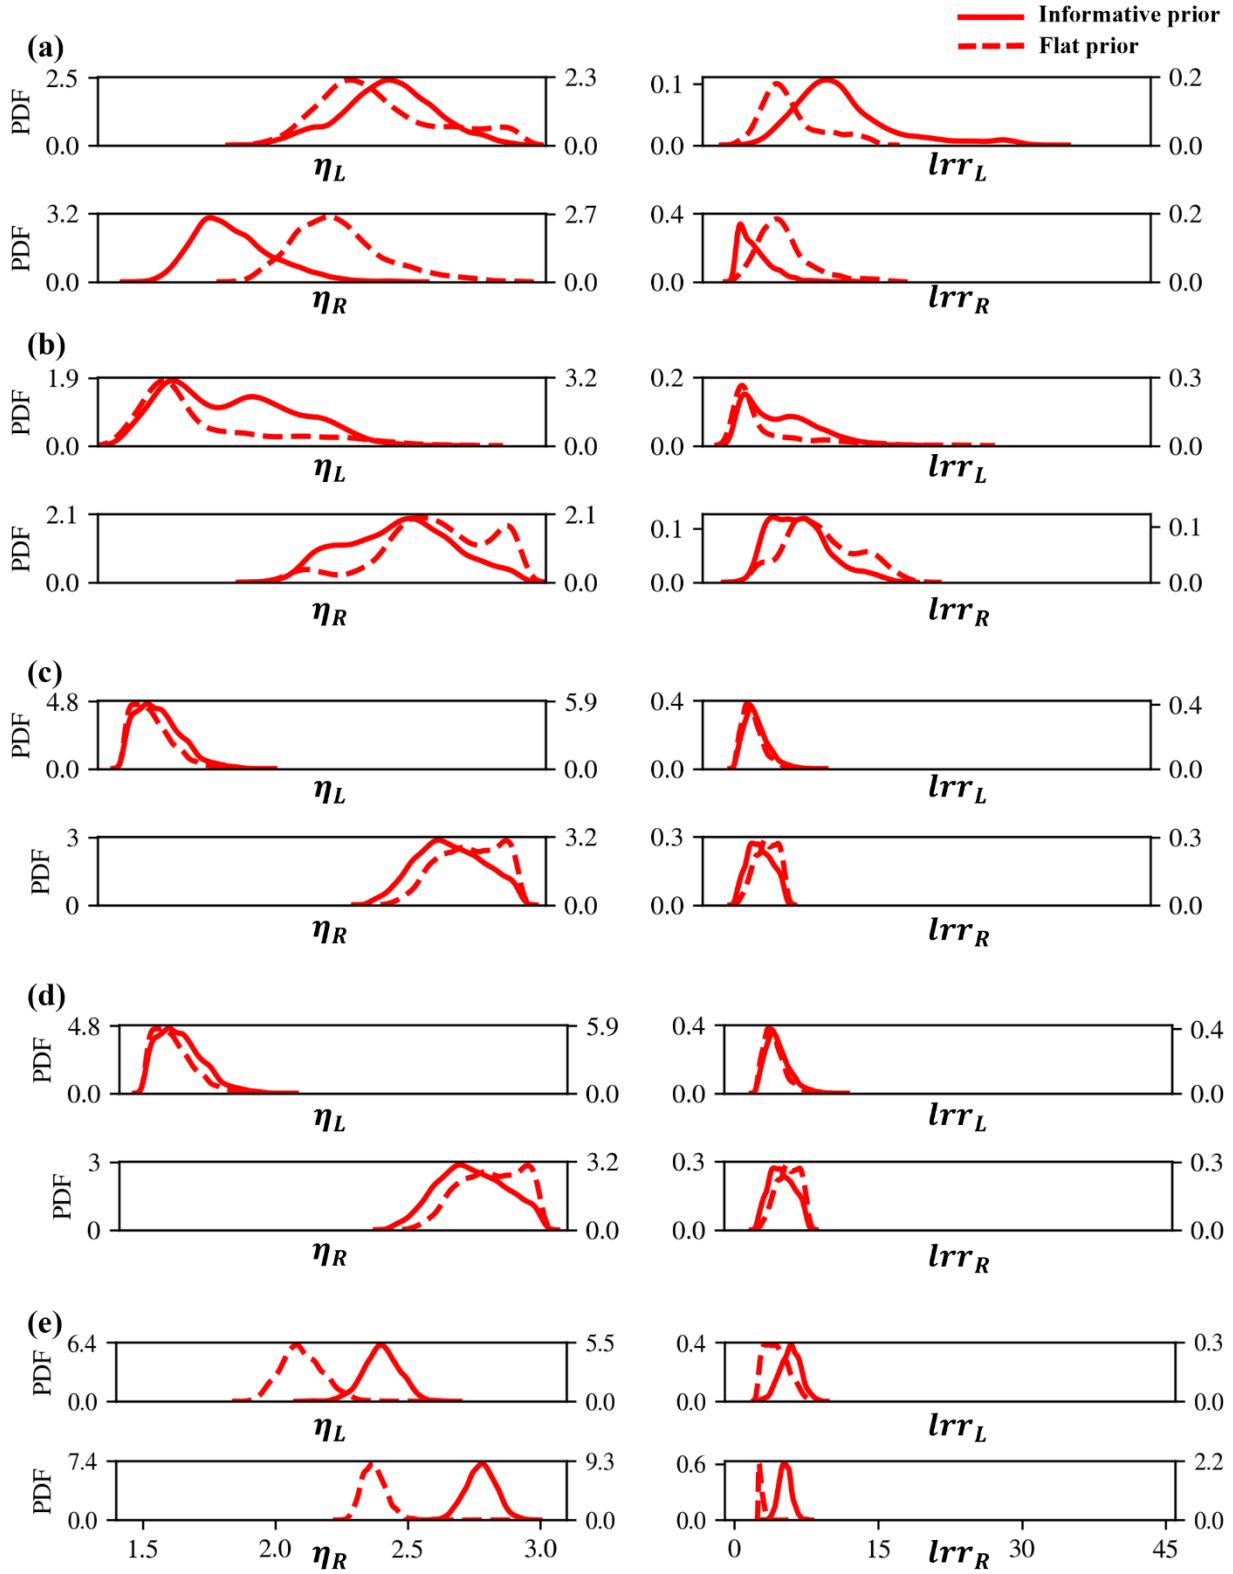 Informative prior
Flat prior
(a)
PDF 2.5 0.0 2.3 0.0 η_L
0.1 0.0 0.2 0.0 lrr_L
PDF 3.2 0.0 2.7 0.0 η_R
0.4 0.0 0.2 0.0 lrr_R
(b)
PDF 1.9 0.0 3.2 0.0 η_L
0.2 0.0 0.3 0.0 lrr_L
PDF 2.1 0.0 2.1 0.0 η_R
0.1 0.0 0.1 0.0 lrr_R
(c)
PDF 4.8 0.0 5.9 0.0 η_L
0.4 0.0 0.4 0.0 lrr_L
PDF 3 0 3.2 0.0 η_R
0.3 0.0 0.3 0.0 lrr_R
(d)
PDF 4.8 0.0 5.9 0.0 η_L
0.4 0.0 0.4 0.0 lrr_L
PDF 3 0 3.2 0.0 η_R
0.3 0.0 0.3 0.0 lrr_R
(e)
PDF 6.4 0.0 5.5 0.0 η_L
0.4 0.0 0.3 0.0 lrr_L
PDF 7.4 0.0 9.3 0.0
0.6 0.0 2.2 0.0
1.5 2.0 η_R 2.5 3.0
0 15 lrr_R 30 45